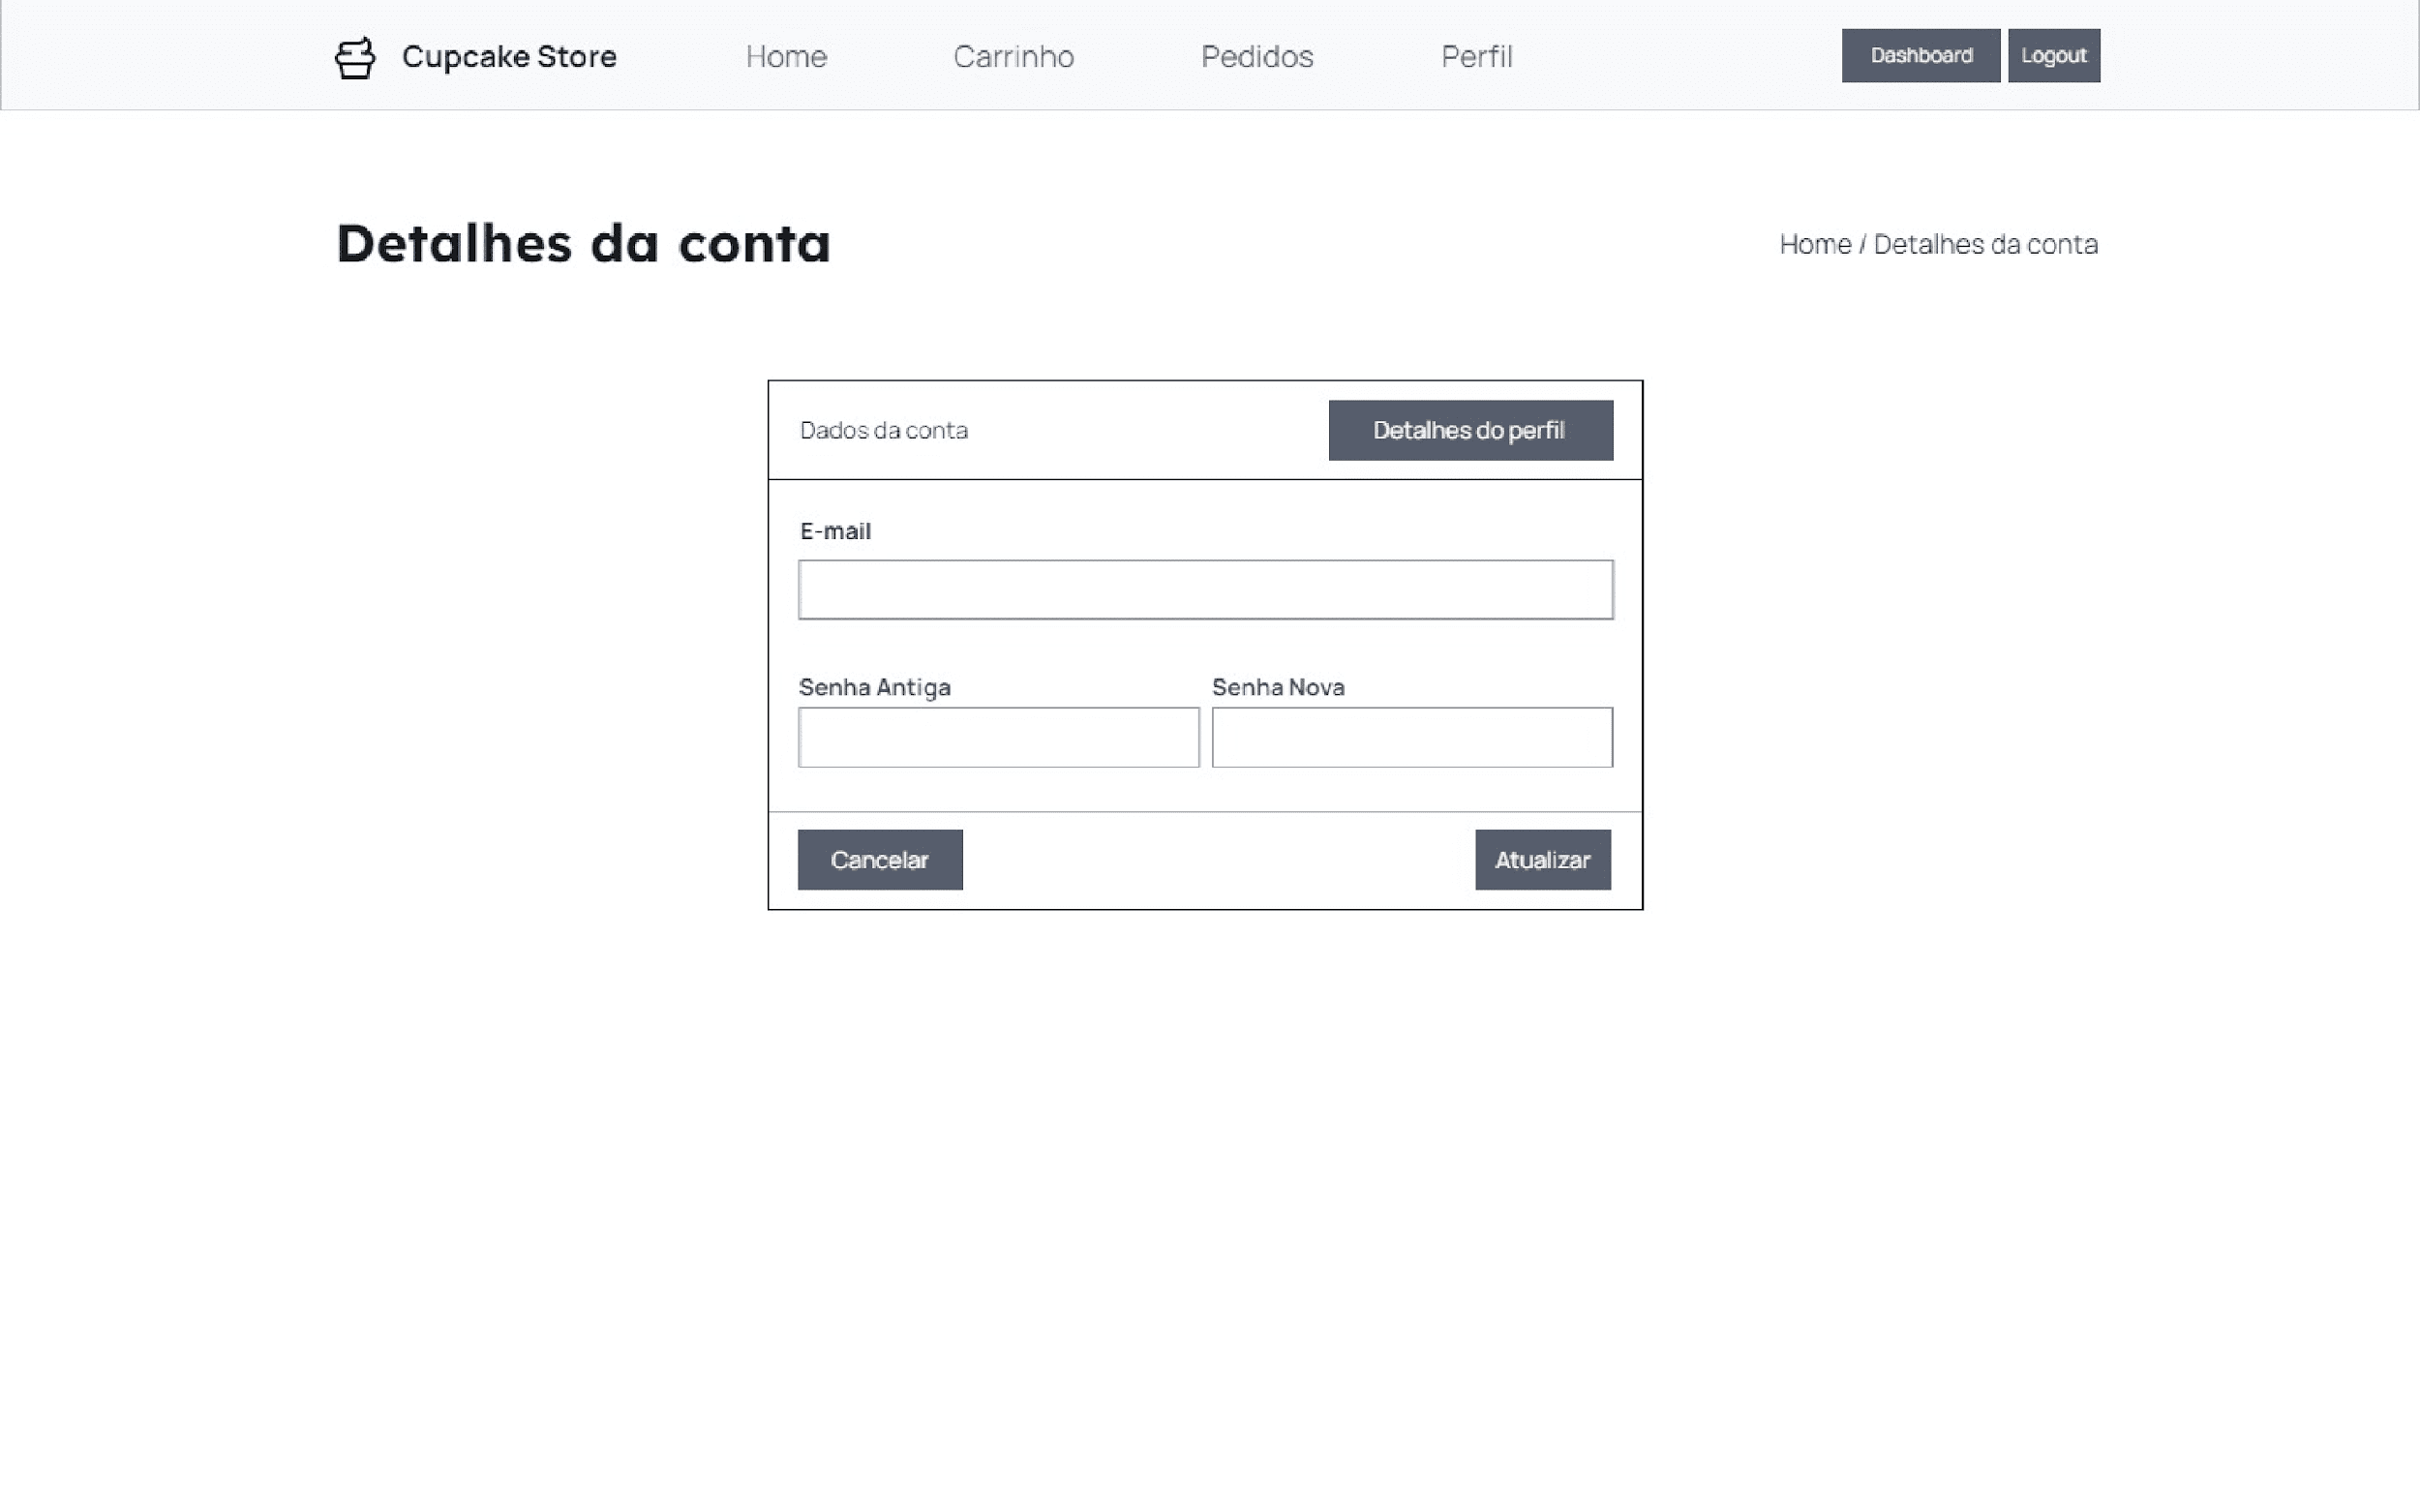 Cupcake Store Home Carrinho Pedidos Perfil Dashboard Logout
Detalhes da conta Home / Detalhes da conta
Dados da conta Detalhes do perfil
E-mail
Senha Antiga Senha Nova
Cancelar Atualizar